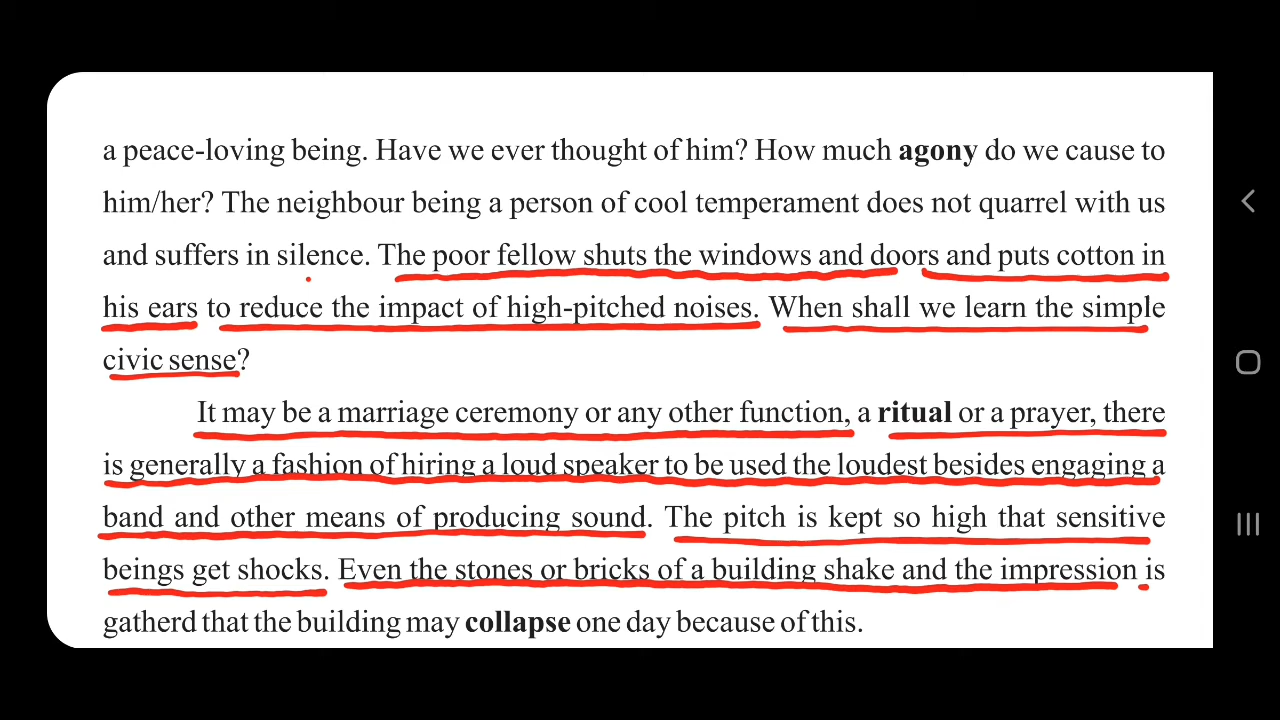 a peace-loving being. Have we ever thought of him? How much agony do we cause to
him/her? The neighbour being a person of cool temperament does not quarrel with us
and suffers in silence. The poor fellow shuts the windows and doors and puts cotton in
his ears to reduce the impact of high-pitched noises. When shall we learn the simple
civic sense?
It may be a marriage ceremony or any other function, a ritual or a prayer, there
is generally a fashion of hiring a loud speaker to be used the loudest besides engaging a
band and other means of producing sound. The pitch is kept so high that sensitive
beings get shocks. Even the stones or bricks of a building shake and the impression is
gatherd that the building may collapse one day because of this.